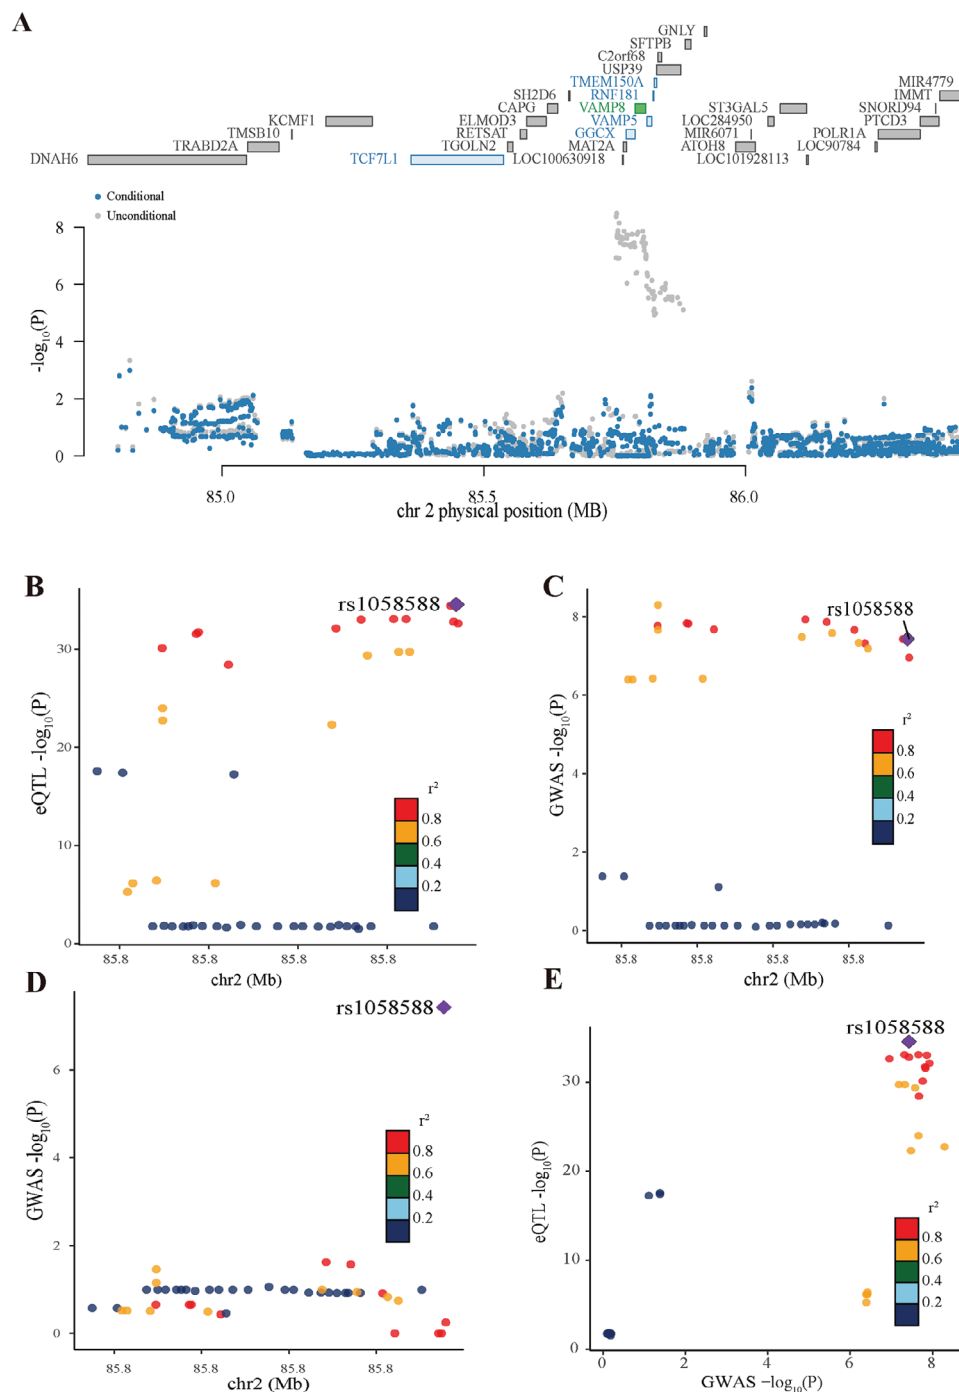 A
GNLY
SFTPB
C2orf68
USP39
TMEM150A
MIR4779
SH2D6
RNF181
IMMT
CAPG
VAMP8
ST3GAL5
SNORD94
KCMF1
ELMOD3
VAMP5
LOC284950
PTCD3
TMSB10
RETSAT
GGCX
MIR6071
POLR1A
TRABD2A
TGOLN2
MAT2A
ATOH8
LOC90784
DNAH6
TCF7L1
LOC100630918
LOC101928113
Conditional
Unconditional
8
6
4
2
0
-log10(P)
85.0
85.5
86.0
chr 2 physical position (MB)
B
rs1058588
30
20
10
0
eQTL -log10(P)
r²
0.8
0.6
0.4
0.2
85.8
85.8
85.8
85.8
chr2 (Mb)
C
rs1058588
8
6
4
2
0
GWAS -log10(P)
r²
0.8
0.6
0.4
0.2
85.8
85.8
85.8
85.8
chr2 (Mb)
D
rs1058588
6
4
2
0
GWAS -log10(P)
r²
0.8
0.6
0.4
0.2
85.8
85.8
85.8
85.8
chr2 (Mb)
E
rs1058588
30
20
10
0
eQTL -log10(P)
r²
0.8
0.6
0.4
0.2
0
2
4
6
8
GWAS −log10(P)